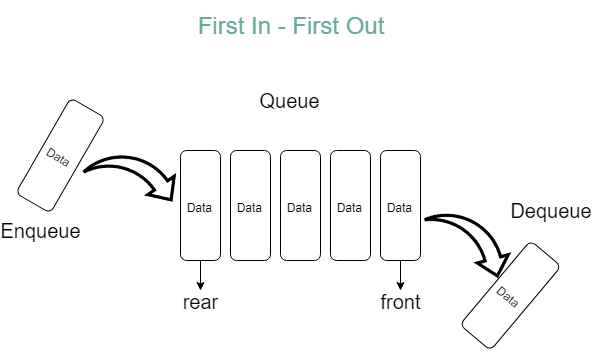 First In - First Out
Queue
Data
Enqueue
Data
Data
Data
Data
Data
rear
front
Dequeue
Data